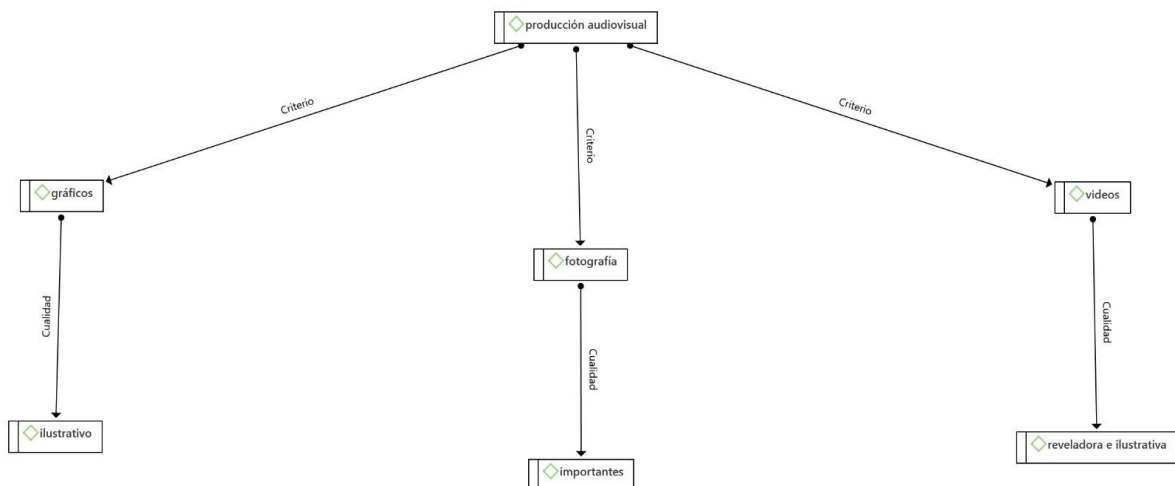 producción audiovisual
Criterio
Criterio
Criterio
gráficos
videos
fotografía
Cualidad
Cualidad
Cualidad
ilustrativo
reveladora e ilustrativa
importantes